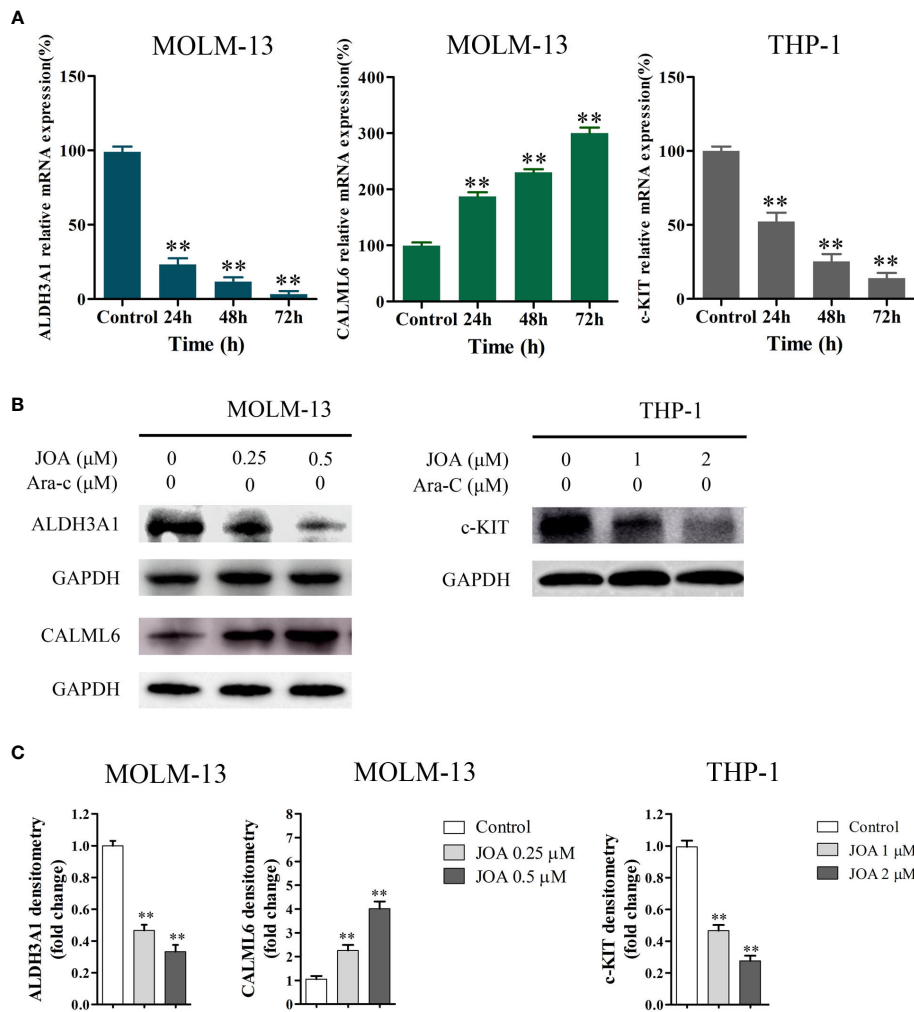 A
MOLM-13
ALDH3A1 relative mRNA expression(%)
150
100
50
0
Control 24h 48h 72h
Time (h)
** ** **
MOLM-13
CALML6 relative mRNA expression(%)
400
300
200
100
0
Control 24h 48h 72h
Time (h)
** ** **
THP-1
c-KIT relative mRNA expression(%)
150
100
50
0
Control 24h 48h 72h
Time (h)
** ** **
B
MOLM-13
JOA (μM) 0 0.25 0.5
Ara-c (μM) 0 0 0
ALDH3A1
GAPDH
CALML6
GAPDH
THP-1
JOA (μM) 0 1 2
Ara-C (μM) 0 0 0
c-KIT
GAPDH
C
MOLM-13
ALDH3A1 densitometry
(fold change)
1.2
1.0
0.8
0.6
0.4
0.2
0.0
** **
MOLM-13
CALML6 densitometry
(fold change)
8
7
6
5
4
3
2
1
0
** **
Control
JOA 0.25 μM
JOA 0.5 μM
THP-1
c-KIT densitometry
(fold change)
1.2
1.0
0.8
0.6
0.4
0.2
0.0
** **
Control
JOA 1 μM
JOA 2 μM